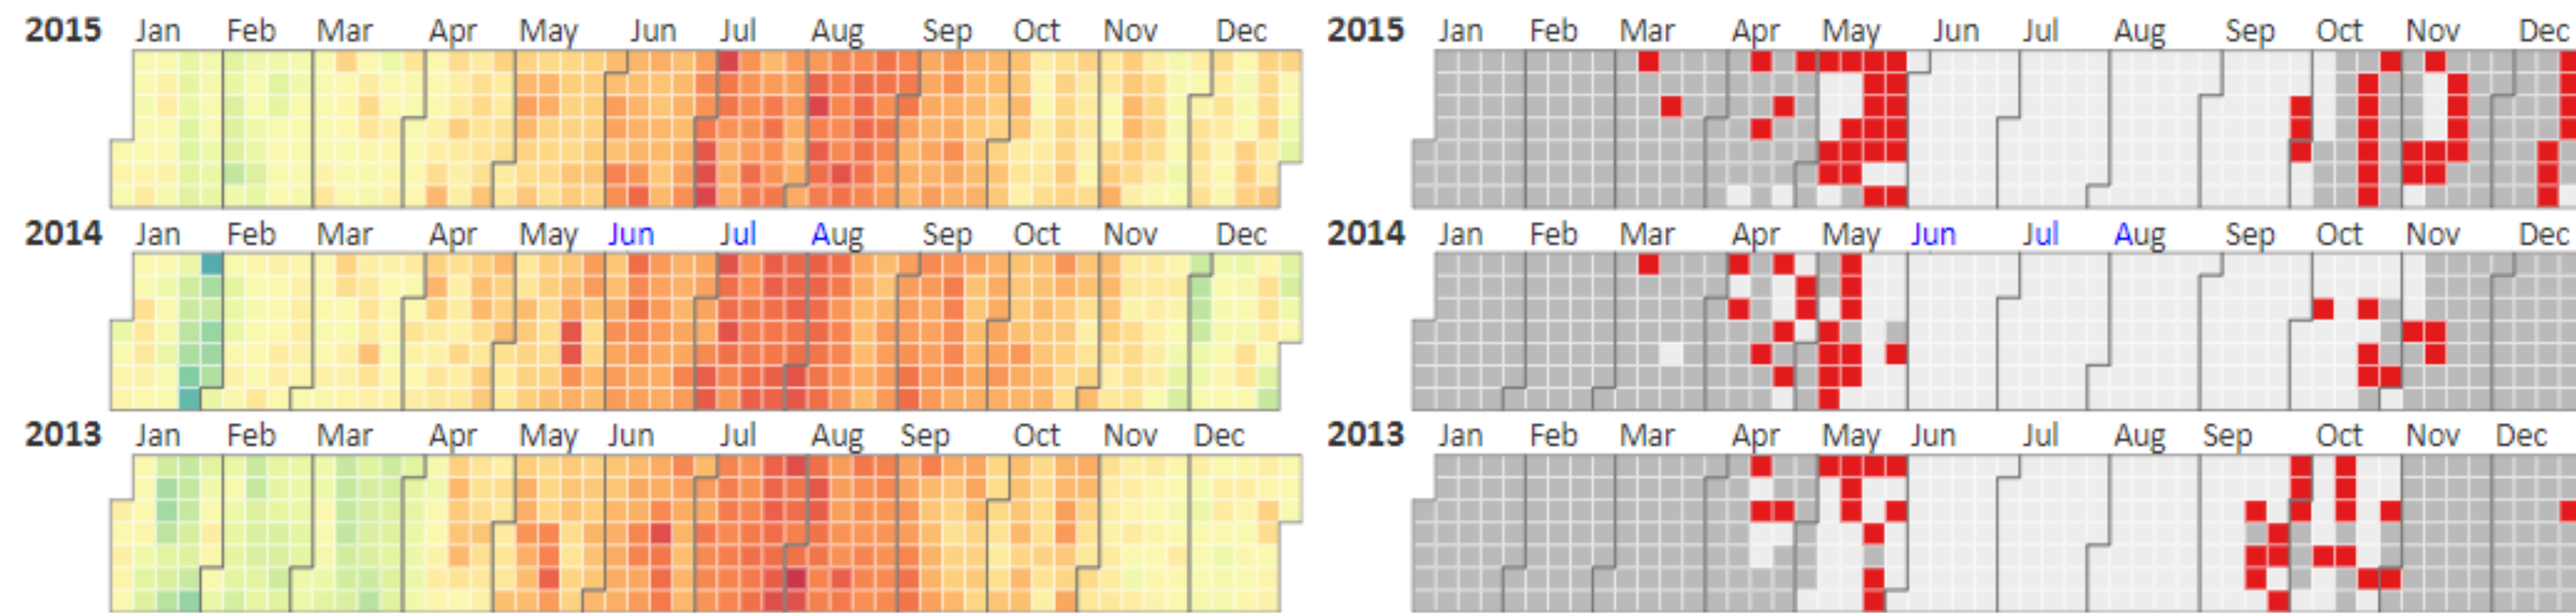 2015 Jan Feb Mar Apr May Jun Jul Aug Sep Oct Nov Dec 2015 Jan Feb Mar Apr May Jun Jul Aug Sep Oct Nov Dec
2014 Jan Feb Mar Apr May Jun Jul Aug Sep Oct Nov Dec 2014 Jan Feb Mar Apr May Jun Jul Aug Sep Oct Nov Dec
2013 Jan Feb Mar Apr May Jun Jul Aug Sep Oct Nov Dec 2013 Jan Feb Mar Apr May Jun Jul Aug Sep Oct Nov Dec